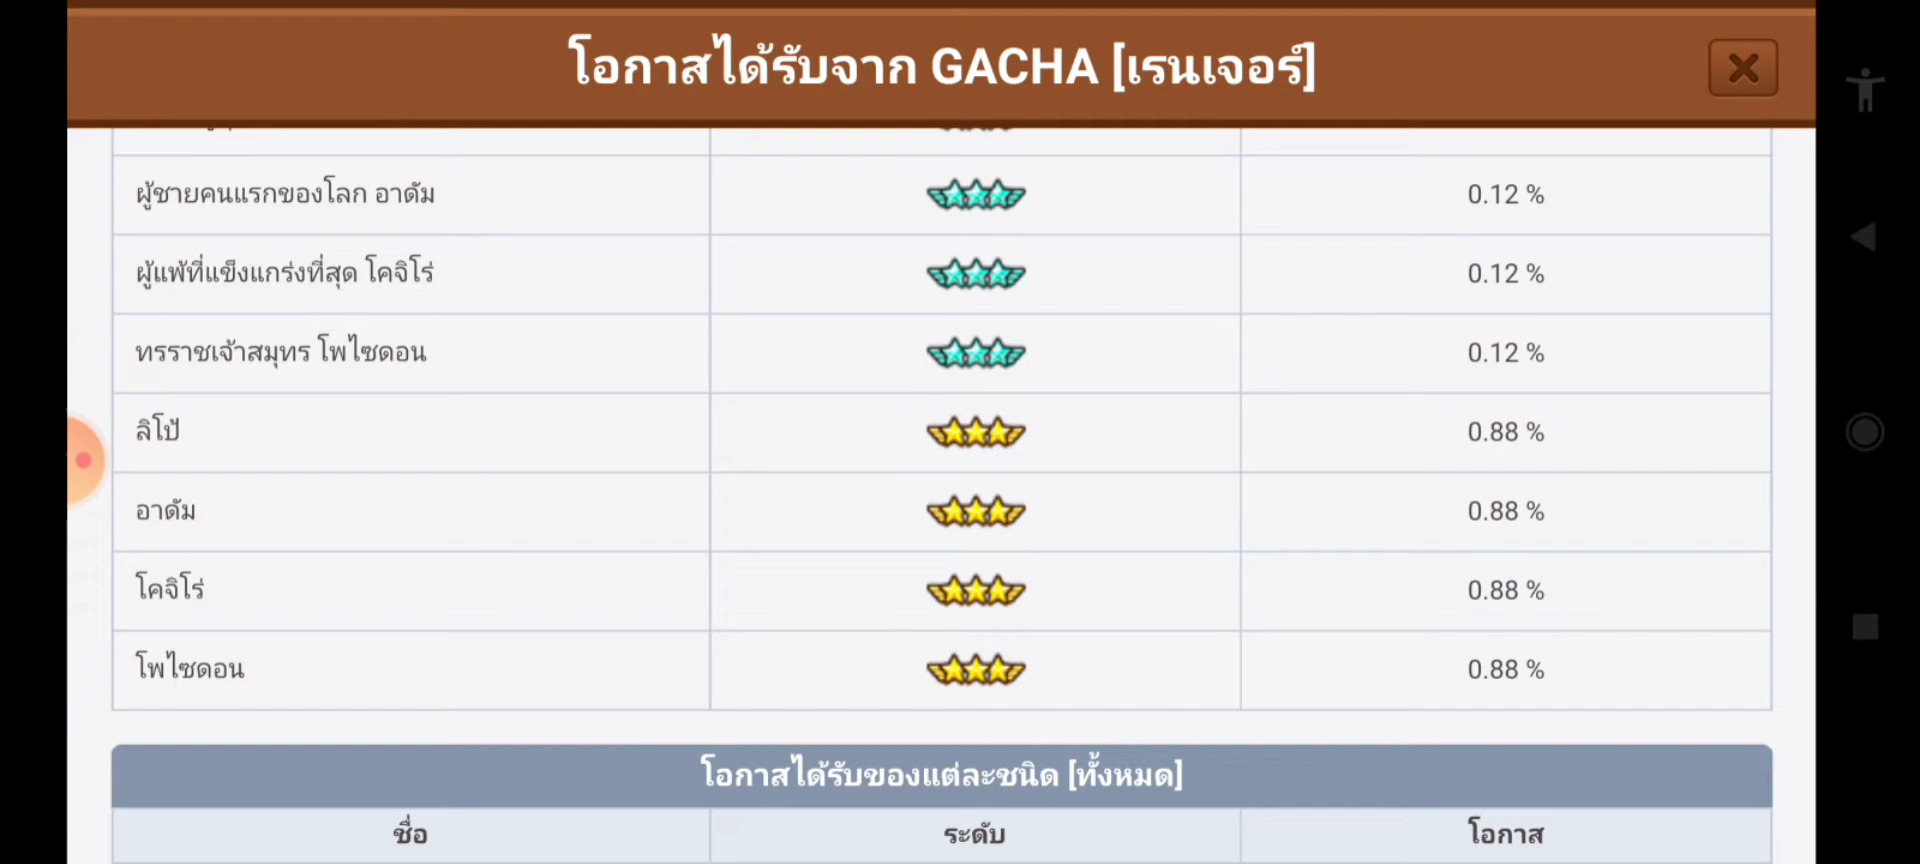 โอกาสได้รับจาก GACHA [เรนเจอร์]
ผู้ชายคนแรกของโลก อาดัม 0.12 %
ผู้แพ้ที่แข็งแกร่งที่สุด โคจิโร่ 0.12 %
ทรราชเจ้าสมุทร โพไซดอน 0.12 %
ลิโป้ 0.88 %
อาดัม 0.88 %
โคจิโร่ 0.88 %
โพไซดอน 0.88 %
โอกาสได้รับของแต่ละชนิด [ทั้งหมด]
ชื่อ ระดับ โอกาส